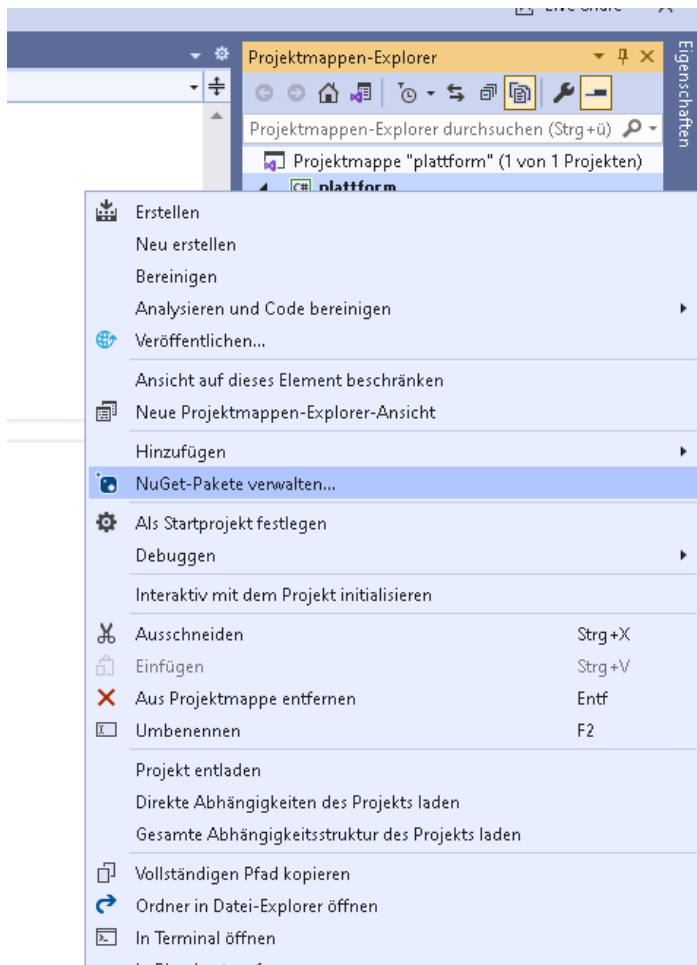 Live Share
Eigenschaften
Projektmappen-Explorer
Projektmappen-Explorer durchsuchen (Strg+ü)
Projektmappe "plattform" (1 von 1 Projekten)
C# plattform
Erstellen
Neu erstellen
Bereinigen
Analysieren und Code bereinigen
Veröffentlichen...
Ansicht auf dieses Element beschränken
Neue Projektmappen-Explorer-Ansicht
Hinzufügen
NuGet-Pakete verwalten...
Als Startprojekt festlegen
Debuggen
Interaktiv mit dem Projekt initialisieren
Ausschneiden Strg+X
Einfügen Strg+V
Aus Projektmappe entfernen Entf
Umbenennen F2
Projekt entladen
Direkte Abhängigkeiten des Projekts laden
Gesamte Abhängigkeitsstruktur des Projekts laden
Vollständigen Pfad kopieren
Ordner in Datei-Explorer öffnen
In Terminal öffnen